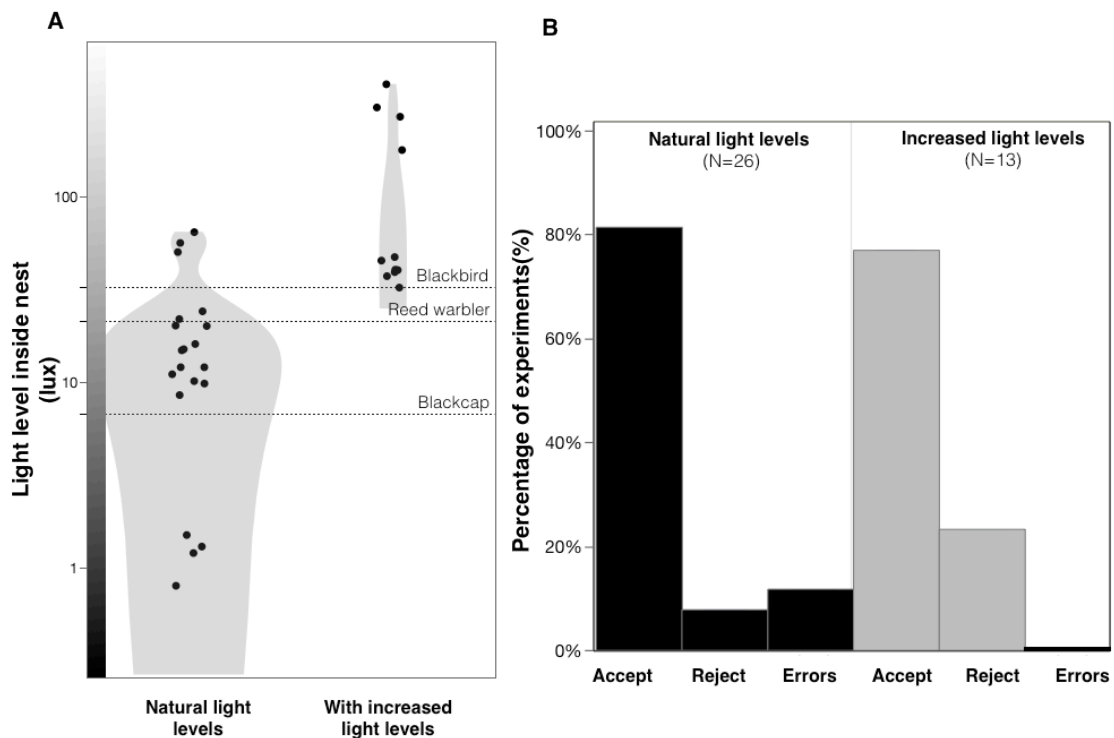 A
Light level inside nest
(lux)
100
10
1
Blackbird
Reed warbler
Blackcap
Natural light
levels
With increased
light levels
B
Percentage of experiments(%)
100%
80%
60%
40%
20%
0%
Natural light levels
(N=26)
Increased light levels
(N=13)
Accept
Reject
Errors
Accept
Reject
Errors